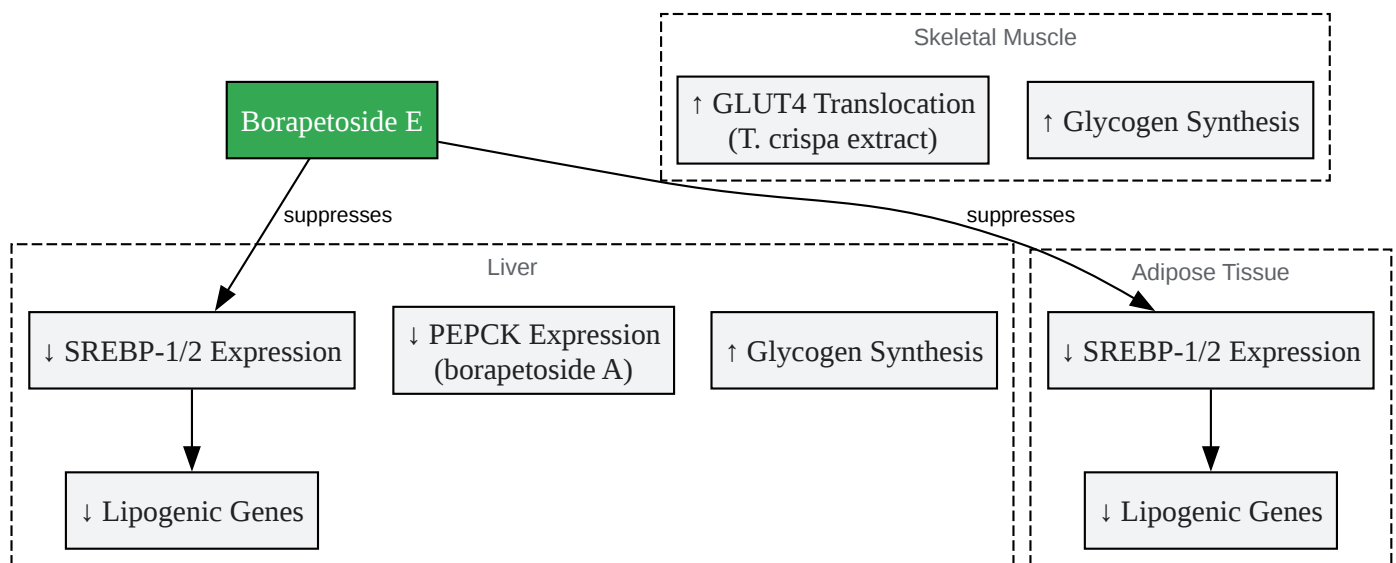 Skeletal Muscle
Borapetoside E
↑ GLUT4 Translocation
(T. crispa extract)
↑ Glycogen Synthesis
suppresses
suppresses
Liver
Adipose Tissue
↓ SREBP-1/2 Expression
↓ PEPCK Expression
(borapetoside A)
↑ Glycogen Synthesis
↓ SREBP-1/2 Expression
↓ Lipogenic Genes
↓ Lipogenic Genes